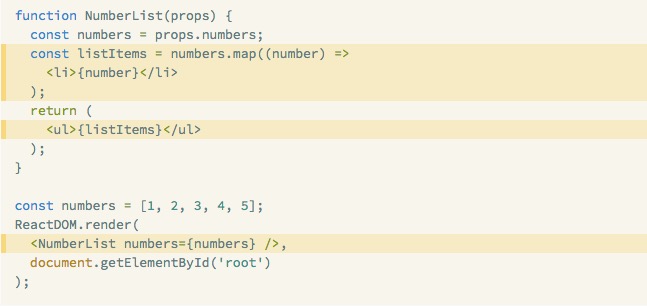 function NumberList(props) {
  const numbers = props.numbers;
  const listItems = numbers.map((number) =>
    <li>{number}</li>
  );
  return (
    <ul>{listItems}</ul>
  );
}

const numbers = [1, 2, 3, 4, 5];
ReactDOM.render(
  <NumberList numbers={numbers} />,
  document.getElementById('root')
);